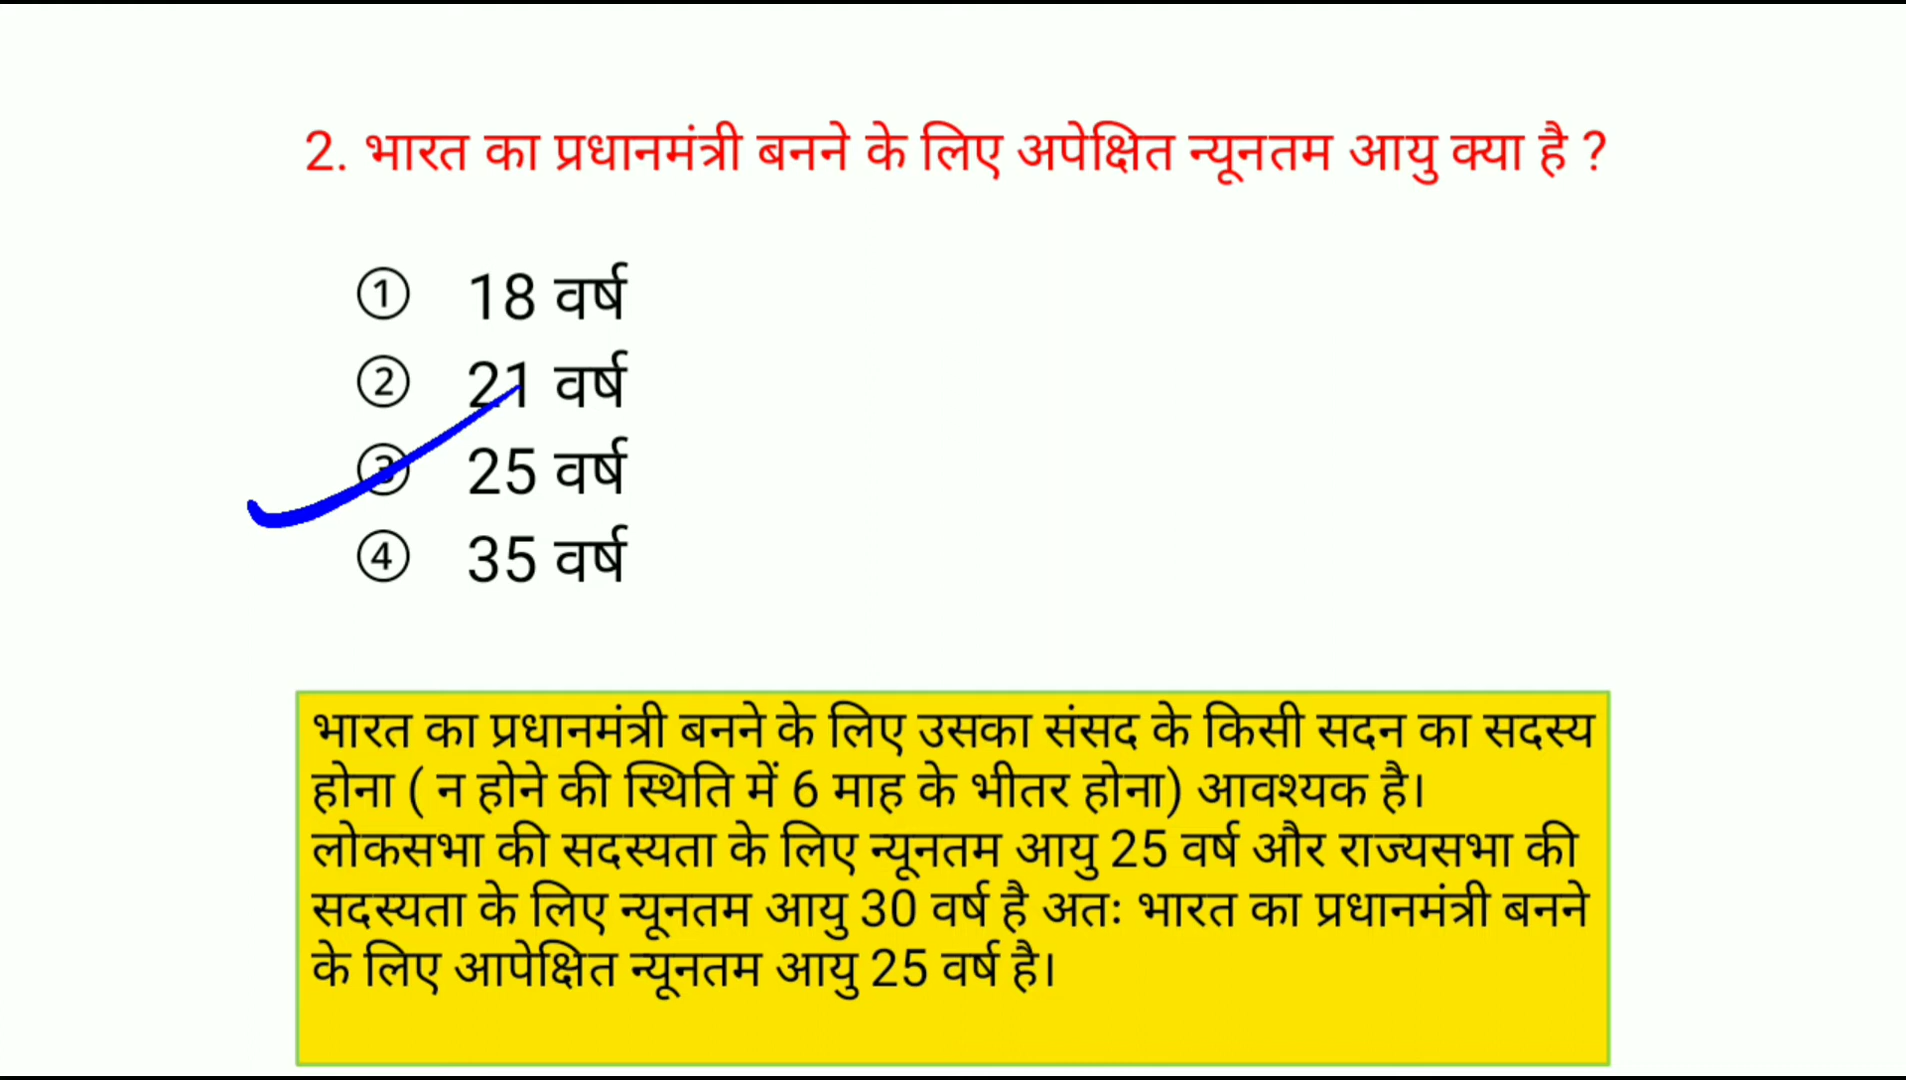 2. भारत का प्रधानमंत्री बनने के लिए अपेक्षित न्यूनतम आयु क्या है ?
① 18 वर्ष
② 21 वर्ष
③ 25 वर्ष
④ 35 वर्ष
भारत का प्रधानमंत्री बनने के लिए उसका संसद के किसी सदन का सदस्य
होना ( न होने की स्थिति में 6 माह के भीतर होना) आवश्यक है।
लोकसभा की सदस्यता के लिए न्यूनतम आयु 25 वर्ष और राज्यसभा की
सदस्यता के लिए न्यूनतम आयु 30 वर्ष है अतः भारत का प्रधानमंत्री बनने
के लिए आपेक्षित न्यूनतम आयु 25 वर्ष है।